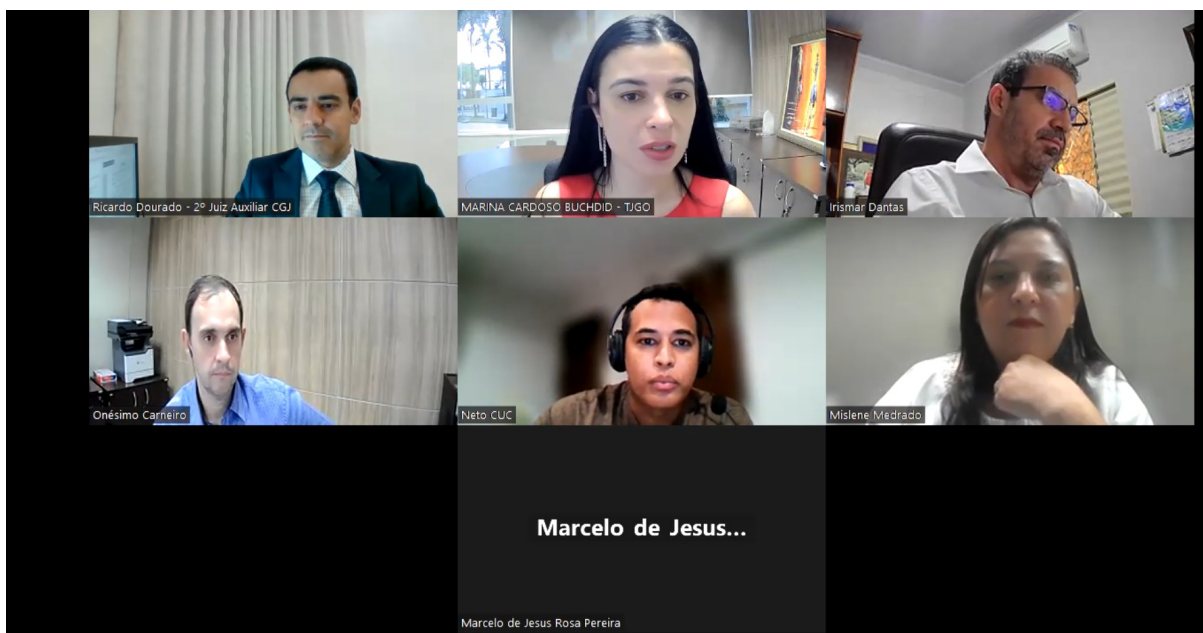 Ricardo Dourado - 2º Juiz Auxiliar CGJ
MARINA CARDOSO BUCHDID - TJGO
Irismar Dantas
Onésimo Carneiro
Neto CUC
Mislene Medrado
Marcelo de Jesus...
Marcelo de Jesus Rosa Pereira